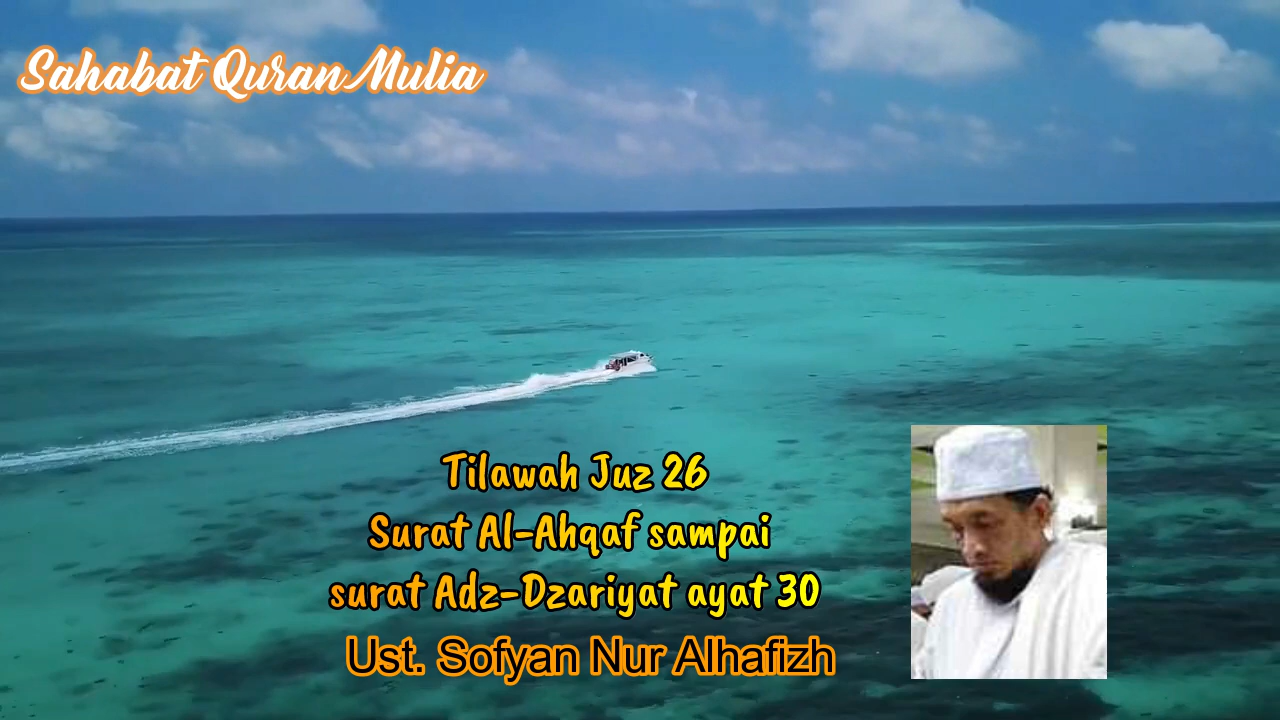 Sahabat Quran Mulia
Tilawah Juz 26
Surat Al-Ahqaf sampai
surat Adz-Dzariyat ayat 30
Ust. Sofyan Nur Alhafizh